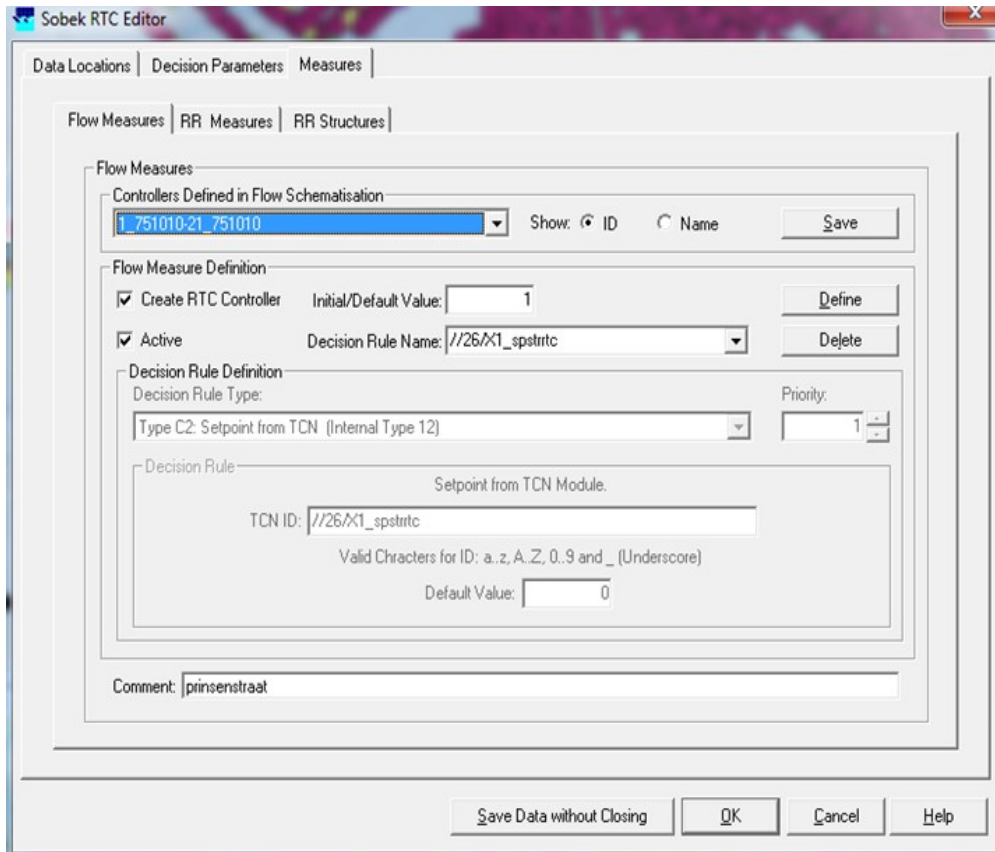 Sobek RTC Editor
Data Locations Decision Parameters Measures
Flow Measures RR Measures RR Structures
Flow Measures
Controllers Defined in Flow Schematisation
1_751010-21_751010 Show: ID Name Save
Flow Measure Definition
Create RTC Controller Initial/Default Value: 1 Define
Active Decision Rule Name: //26/X1_spstrrtc Delete
Decision Rule Definition
Decision Rule Type: Priority:
Type C2: Setpoint from TCN (Internal Type 12) 1
Decision Rule
Setpoint from TCN Module.
TCN ID: //26/X1_spstrrtc
Valid Chracters for ID: a..z, A..Z, 0..9 and _ (Underscore)
Default Value: 0
Comment: prinsenstraat
Save Data without Closing OK Cancel Help